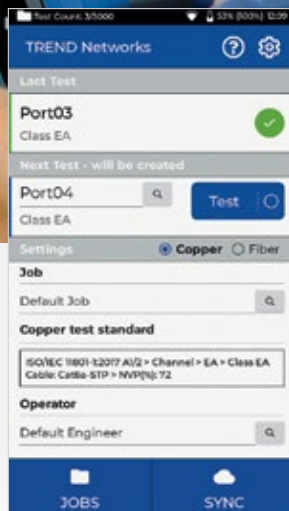 Test Count: 3/5000 53% (100%) 12:09
TREND Networks
Last Test
Port03
Class EA
Next Test - will be created
Port04
Test
Class EA
Settings Copper Fiber
Job
Default Job
Copper test standard
ISO/IEC 11801-1:2017 A1/2 > Channel > EA > Class EA
Cable: Cat6a-STP > NVP(%): 72
Operator
Default Engineer
JOBS SYNC